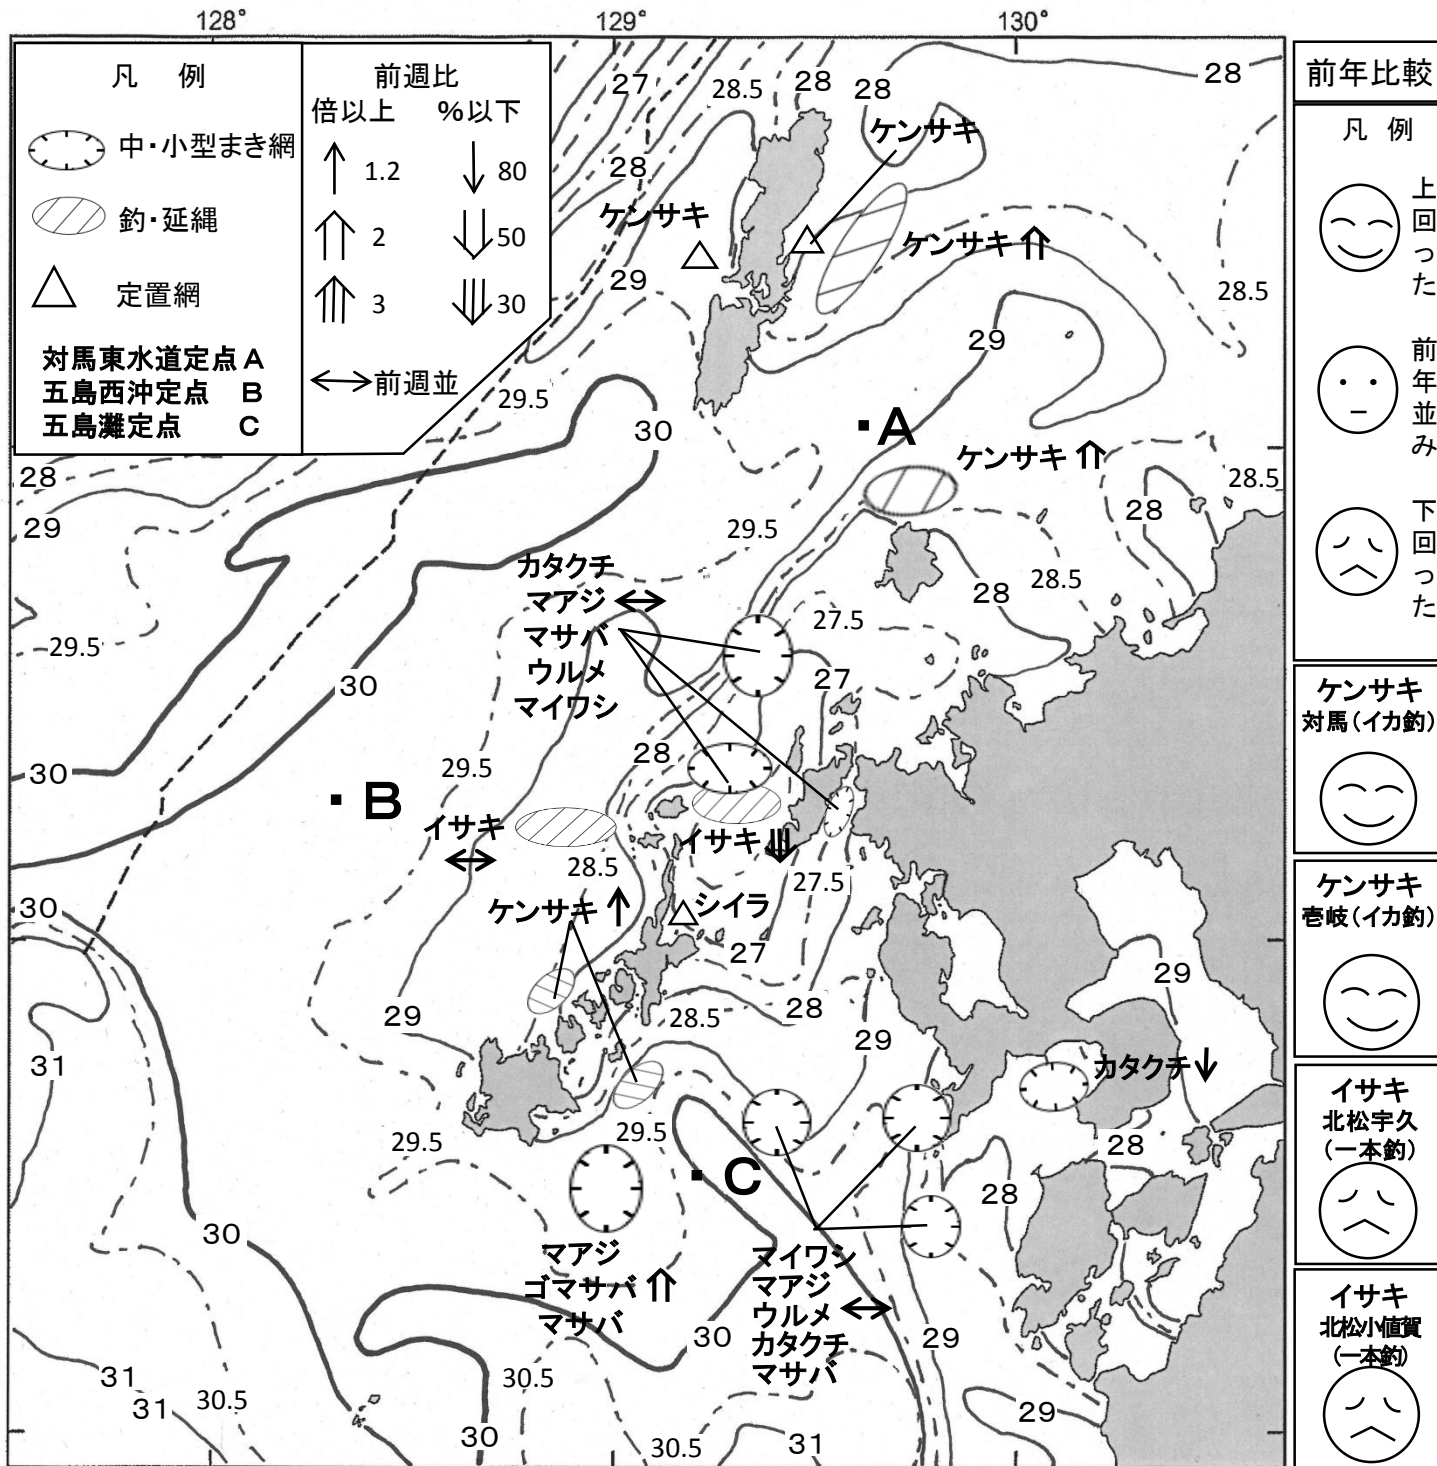 128°
129°
130°
凡 例
中・小型まき網
釣・延縄
定置網
対馬東水道定点 A
五島西沖定点 B
五島灘定点 C
前週比
倍以上 %以下
1.2 80
2 50
3 30
前週並
27
28
28.5
28
28
28
ケンサキ
ケンサキ
ケンサキ
29
28.5
29
29.5
30
A
ケンサキ
28.5
28
29
28
29.5
28.5
28
27.5
カタクチ
マアジ
マサバ
ウルメ
マイワシ
29.5
30
27
28
29.5
30
B
イサキ
28.5
イサキ
27.5
ケンサキ
シイラ
30
27
29
28
28.5
29
29
31
カタクチ
29.5
29.5
28
C
28
30
マアジ
ゴマサバ
マサバ
マイワシ
マアジ
ウルメ
カタクチ
マサバ
30
29
31
31
30.5
30.5
30
30.5
31
29
前年比較
凡 例
上回った
前年並み
下回った
ケンサキ
対馬(イカ釣)
ケンサキ
壱岐(イカ釣)
イサキ
北松宇久
(一本釣)
イサキ
北松小値賀
(一本釣)